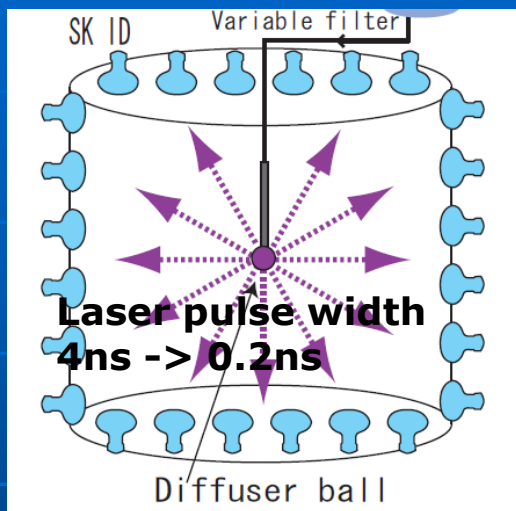 Variable filter
SK ID
Laser pulse width
4ns -> 0.2ns
Diffuser ball